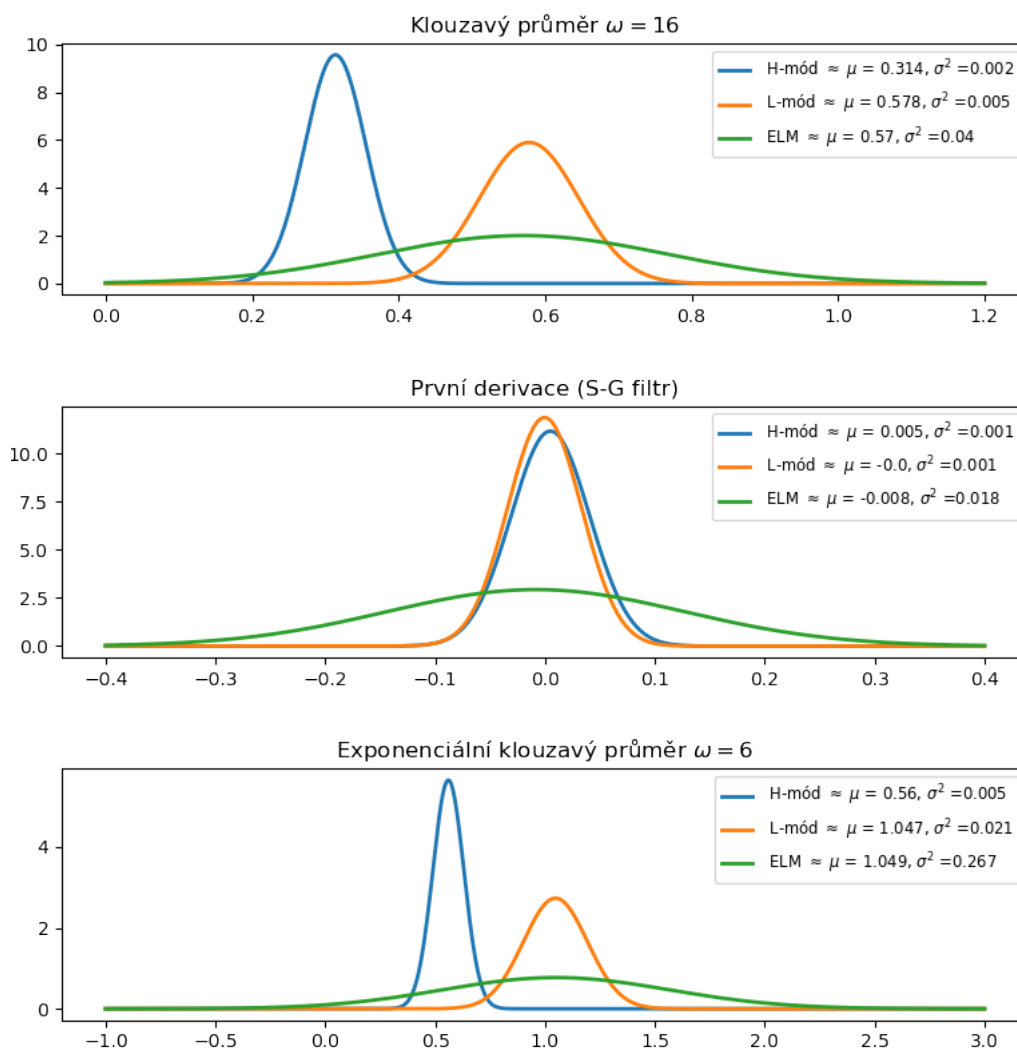 Klouzavý průměr ω = 16
10
8
6
4
2
0
H-mód ≈ μ = 0.314, σ² =0.002
L-mód ≈ μ = 0.578, σ² =0.005
ELM ≈ μ = 0.57, σ² =0.04
0.0 0.2 0.4 0.6 0.8 1.0 1.2
První derivace (S-G filtr)
10.0
7.5
5.0
2.5
0.0
H-mód ≈ μ = 0.005, σ² =0.001
L-mód ≈ μ = -0.0, σ² =0.001
ELM ≈ μ = -0.008, σ² =0.018
−0.4 −0.3 −0.2 −0.1 0.0 0.1 0.2 0.3 0.4
Exponenciální klouzavý průměr ω = 6
4
2
0
H-mód ≈ μ = 0.56, σ² =0.005
L-mód ≈ μ = 1.047, σ² =0.021
ELM ≈ μ = 1.049, σ² =0.267
−1.0 −0.5 0.0 0.5 1.0 1.5 2.0 2.5 3.0